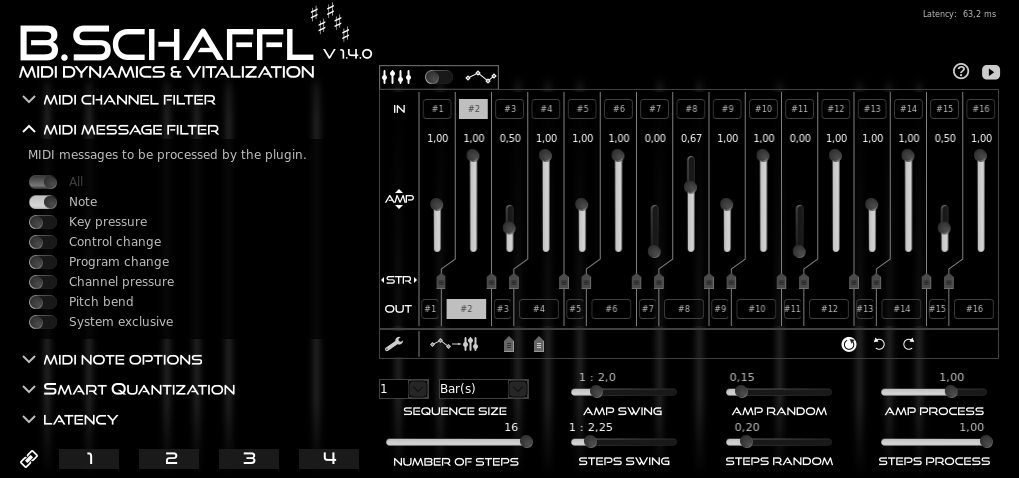 Latency: 63,2 ms
B.SCHAFFL
V 1.4.0
MIDI DYNAMICS & VITALIZATION
MIDI CHANNEL FILTER
MIDI MESSAGE FILTER
MIDI messages to be processed by the plugin.
All
Note
Key pressure
Control change
Program change
Channel pressure
Pitch bend
System exclusive
MIDI NOTE OPTIONS
SMART QUANTIZATION
LATENCY
1 2 3 4
IN #1 #2 #3 #4 #5 #6 #7 #8 #9 #10 #11 #12 #13 #14 #15 #16
1,00 1,00 0,50 1,00 1,00 1,00 0,00 0,67 1,00 1,00 0,00 1,00 1,00 1,00 0,50 1,00
AMP
STR
OUT #1 #2 #3 #4 #5 #6 #7 #8 #9 #10 #11 #12 #13 #14 #15 #16
1 Bar(s) 1 : 2,0 0,15 1,00
SEQUENCE SIZE AMP SWING AMP RANDOM AMP PROCESS
16 1 : 2,25 0,20 1,00
NUMBER OF STEPS STEPS SWING STEPS RANDOM STEPS PROCESS